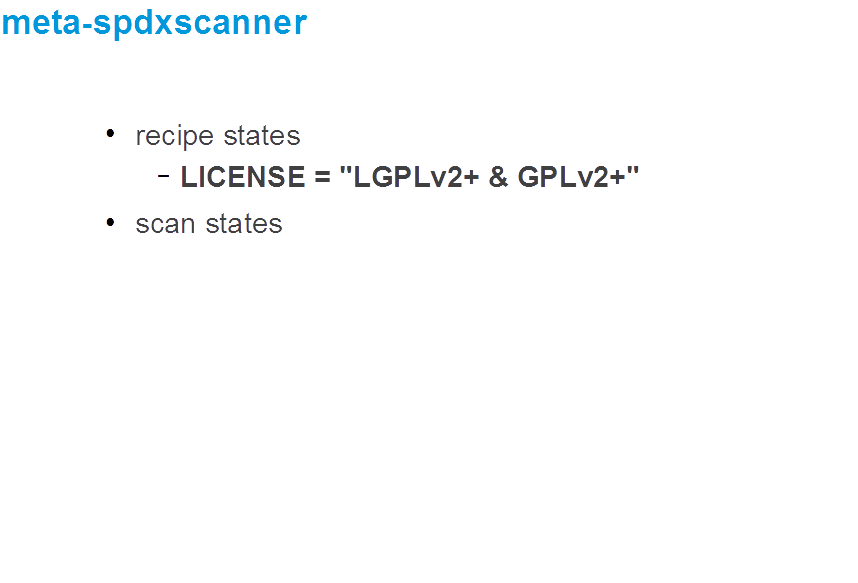 meta-spdxscanner
• recipe states
– LICENSE = "LGPLv2+ & GPLv2+"
• scan states